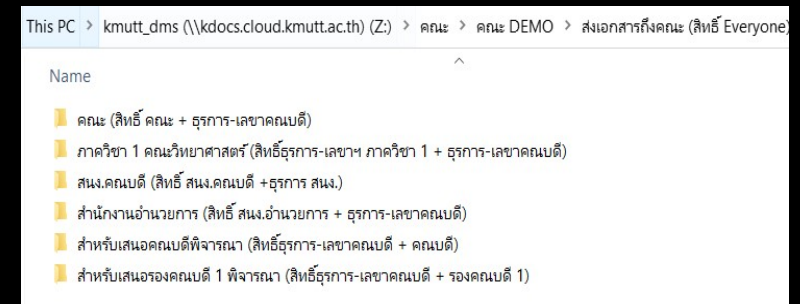 This PC > kmutt_dms (\\kdocs.cloud.kmutt.ac.th) (Z:) > คณะ > คณะ DEMO > ส่งเอกสารถึงคณะ (สิทธิ์ Everyone)
Name
คณะ (สิทธิ์ คณะ + ธุรการ-เลขาคณบดี)
ภาควิชา 1 คณะวิทยาศาสตร์ (สิทธิ์ธุรการ-เลขาฯ ภาควิชา 1 + ธุรการ-เลขาคณบดี)
สนง.คณบดี (สิทธิ์ สนง.คณบดี +ธุรการ สนง.)
สำนักงานอำนวยการ (สิทธิ์ สนง.อำนวยการ + ธุรการ-เลขาคณบดี)
สำหรับเสนอคณบดีพิจารณา (สิทธิ์ธุรการ-เลขาคณบดี + คณบดี)
สำหรับเสนอรองคณบดี 1 พิจารณา (สิทธิ์ธุรการ-เลขาคณบดี + รองคณบดี 1)